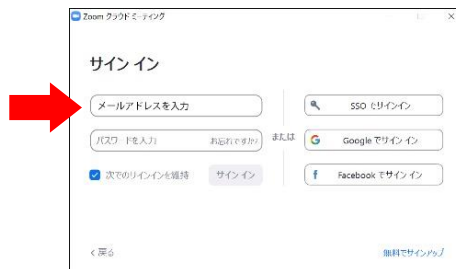 Zoom クラウド ミーティング
サイン イン
メールアドレスを入力
パスワードを入力 お忘れですか?
次でのサインインを維持 サイン イン
または
SSO でサインイン
Google でサイン イン
Facebook でサイン イン
< 戻る
無料でサインアップ